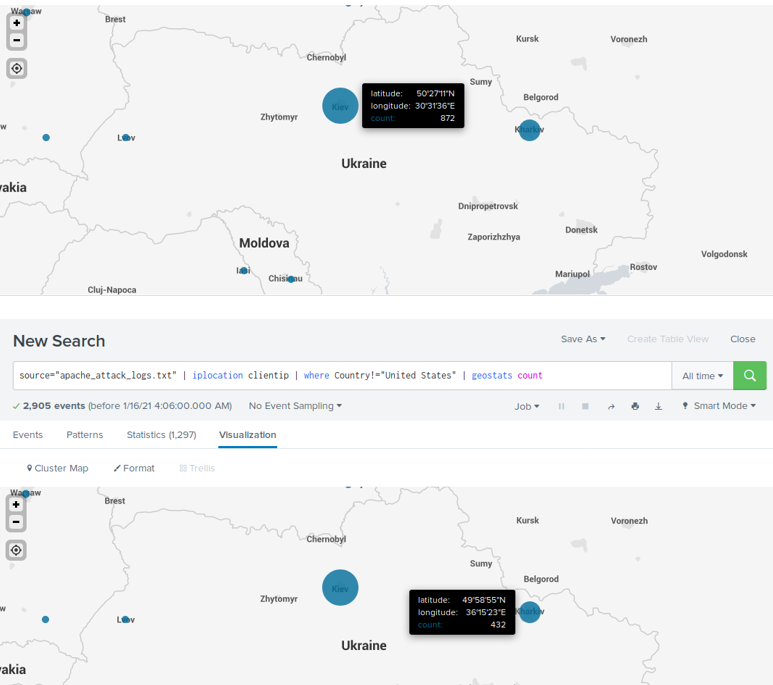 Warsaw
Brest
Kursk
Voronezh
Chernobyl
Sumy
latitude: 50°27'11"N
longitude: 30°31'36"E
count: 872
Belgorod
Kiev
Zhytomyr
Kharkiv
w
Lviv
Ukraine
vakia
Dnipropetrovsk
Donetsk
Zaporizhzhya
Moldova
Volgodonsk
Iasi
Chisinau
Mariupol
Rostov
Cluj-Napoca
New Search
Save As
Create Table View
Close
source="apache_attack_logs.txt" | iplocation clientip | where Country!="United States" | geostats count
All time
✓ 2,905 events (before 1/16/21 4:06:00.000 AM)
No Event Sampling
Job
Smart Mode
Events
Patterns
Statistics (1,297)
Visualization
Cluster Map
Format
Trellis
Warsaw
Brest
Kursk
Voronezh
Chernobyl
Sumy
Belgorod
Kiev
Zhytomyr
latitude: 49°58'55"N
longitude: 36°15'23"E
count: 432
Kharkiv
w
Lviv
Ukraine
vakia